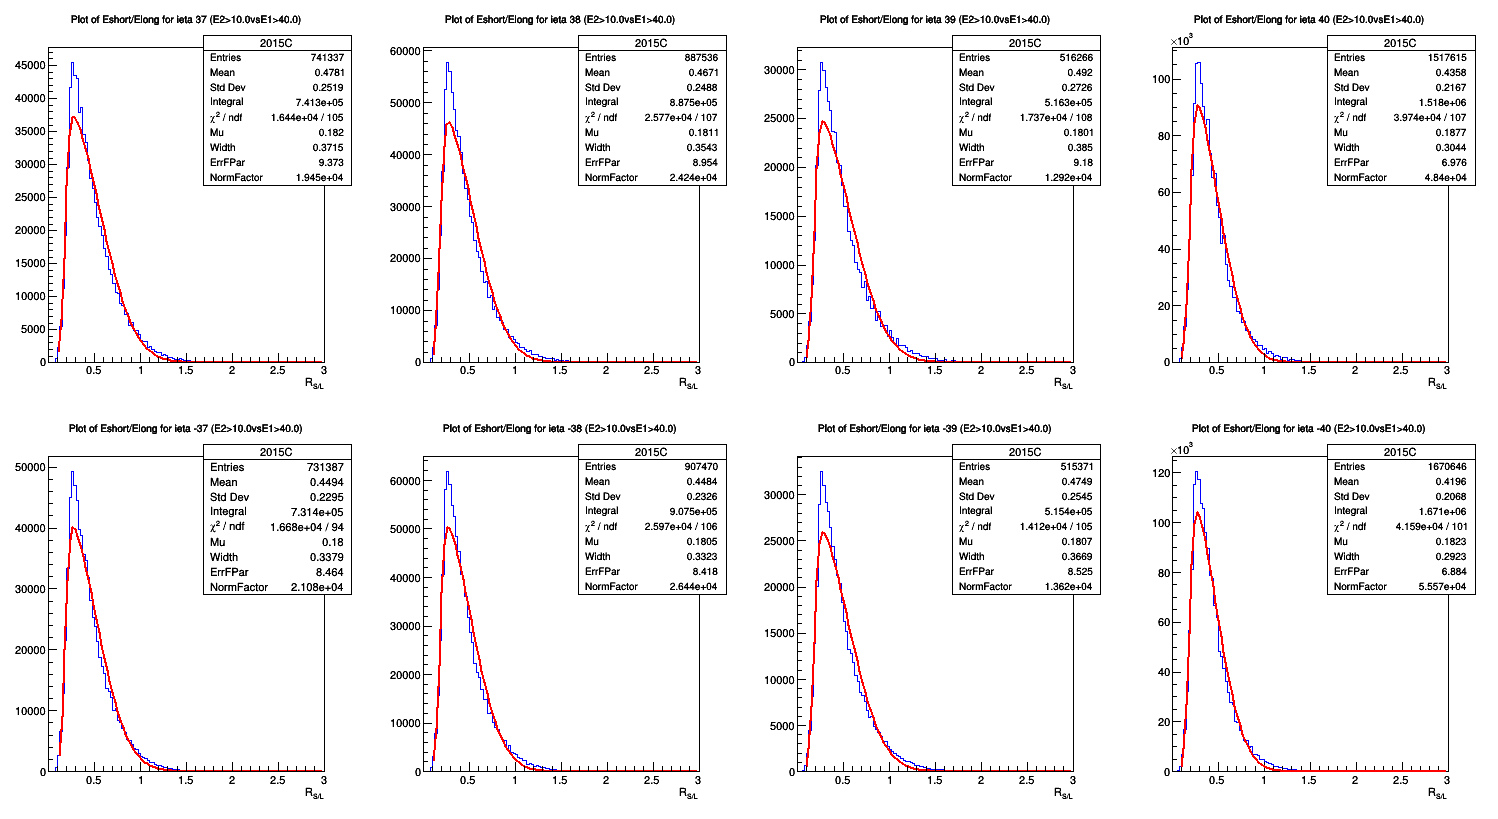 Plot of Eshort/Elong for ieta 37 (E2>10.0vsE1>40.0)
2015C
Entries 741337
Mean 0.4781
Std Dev 0.2519
Integral 7.413e+05
χ² / ndf 1.644e+04 / 105
Mu 0.182
Width 0.3715
ErrFPar 9.373
NormFactor 1.945e+04
45000
40000
35000
30000
25000
20000
15000
10000
5000
0
0.5 1 1.5 2 2.5 3
R_S/L
Plot of Eshort/Elong for ieta 38 (E2>10.0vsE1>40.0)
2015C
Entries 887536
Mean 0.4671
Std Dev 0.2488
Integral 8.875e+05
χ² / ndf 2.577e+04 / 107
Mu 0.1811
Width 0.3543
ErrFPar 8.954
NormFactor 2.424e+04
60000
50000
40000
30000
20000
10000
0
0.5 1 1.5 2 2.5 3
R_S/L
Plot of Eshort/Elong for ieta 39 (E2>10.0vsE1>40.0)
2015C
Entries 516266
Mean 0.492
Std Dev 0.2726
Integral 5.163e+05
χ² / ndf 1.737e+04 / 108
Mu 0.1801
Width 0.385
ErrFPar 9.18
NormFactor 1.292e+04
30000
25000
20000
15000
10000
5000
0
0.5 1 1.5 2 2.5 3
R_S/L
Plot of Eshort/Elong for ieta 40 (E2>10.0vsE1>40.0)
×10³
2015C
Entries 1517615
Mean 0.4358
Std Dev 0.2167
Integral 1.518e+06
χ² / ndf 3.974e+04 / 107
Mu 0.1877
Width 0.3044
ErrFPar 6.976
NormFactor 4.84e+04
100
80
60
40
20
0
0.5 1 1.5 2 2.5 3
R_S/L
Plot of Eshort/Elong for ieta -37 (E2>10.0vsE1>40.0)
2015C
Entries 731387
Mean 0.4494
Std Dev 0.2295
Integral 7.314e+05
χ² / ndf 1.668e+04 / 94
Mu 0.18
Width 0.3379
ErrFPar 8.464
NormFactor 2.108e+04
50000
40000
30000
20000
10000
0
0.5 1 1.5 2 2.5 3
R_S/L
Plot of Eshort/Elong for ieta -38 (E2>10.0vsE1>40.0)
2015C
Entries 907470
Mean 0.4484
Std Dev 0.2326
Integral 9.075e+05
χ² / ndf 2.597e+04 / 106
Mu 0.1805
Width 0.3323
ErrFPar 8.418
NormFactor 2.644e+04
60000
50000
40000
30000
20000
10000
0
0.5 1 1.5 2 2.5 3
R_S/L
Plot of Eshort/Elong for ieta -39 (E2>10.0vsE1>40.0)
2015C
Entries 515371
Mean 0.4749
Std Dev 0.2545
Integral 5.154e+05
χ² / ndf 1.412e+04 / 105
Mu 0.1807
Width 0.3669
ErrFPar 8.525
NormFactor 1.362e+04
30000
25000
20000
15000
10000
5000
0
0.5 1 1.5 2 2.5 3
R_S/L
Plot of Eshort/Elong for ieta -40 (E2>10.0vsE1>40.0)
×10³
2015C
Entries 1670646
Mean 0.4196
Std Dev 0.2068
Integral 1.671e+06
χ² / ndf 4.159e+04 / 101
Mu 0.1823
Width 0.2923
ErrFPar 6.884
NormFactor 5.557e+04
120
100
80
60
40
20
0
0.5 1 1.5 2 2.5 3
R_S/L